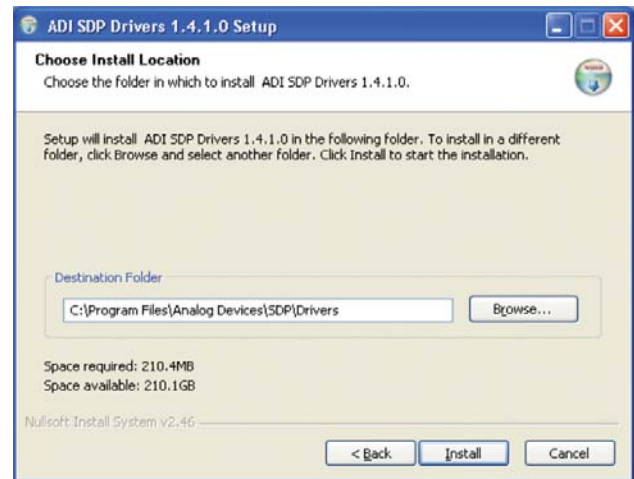 ADI SDP Drivers 1.4.1.0 Setup
Choose Install Location
Choose the folder in which to install ADI SDP Drivers 1.4.1.0.
Setup will install ADI SDP Drivers 1.4.1.0 in the following folder. To install in a different
folder, click Browse and select another folder. Click Install to start the installation.
Destination Folder
C:\Program Files\Analog Devices\SDP\Drivers
Browse...
Space required: 210.4MB
Space available: 210.1GB
Nullsoft Install System v2.46
< Back
Install
Cancel